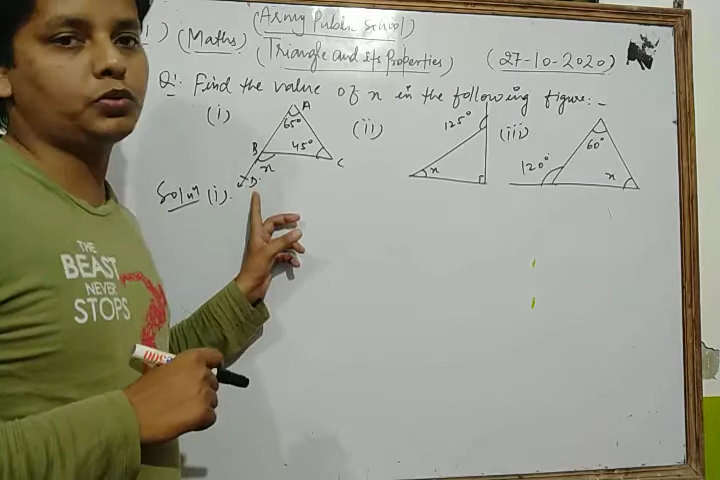 (Army Public School)
) (Maths) (Triangle and its properties) (27-10-2020)
Q: Find the value of x in the following figure:-
(i) A 65° B 45° C x D
(ii) 125° x
(iii) 60° 120° x
Solun (i).
THE
BEAST
NEVER
STOPS